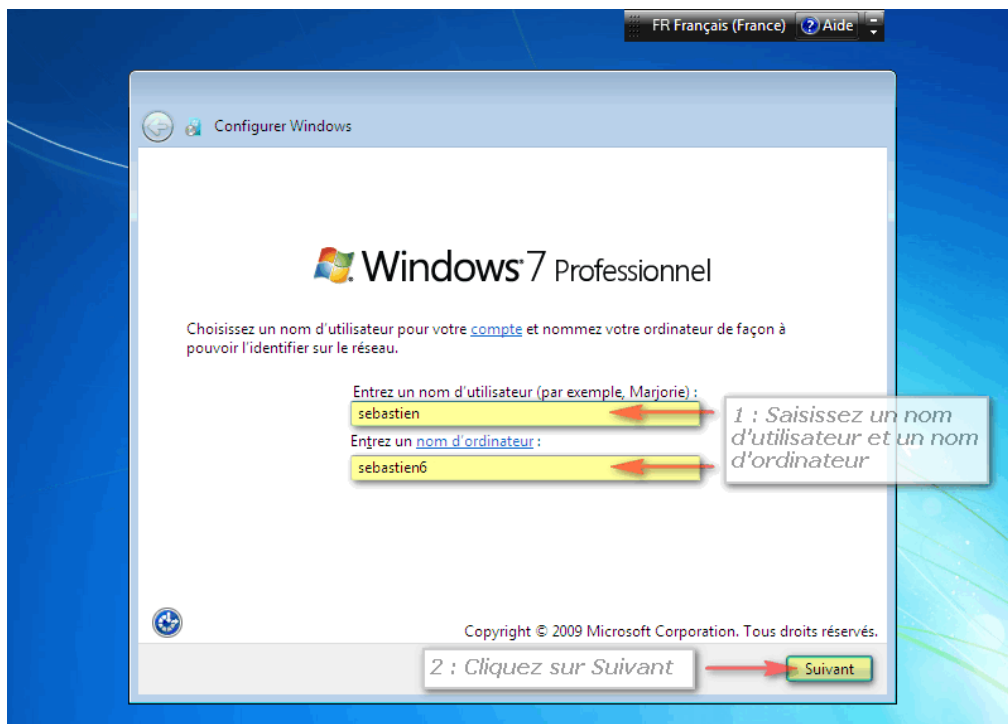 FR Français (France) Aide
Configurer Windows
Windows 7 Professionnel
Choisissez un nom d'utilisateur pour votre compte et nommez votre ordinateur de façon à
pouvoir l'identifier sur le réseau.
Entrez un nom d'utilisateur (par exemple, Marjorie) :
sebastien
Entrez un nom d'ordinateur :
sebastien6
1 : Saisissez un nom
d'utilisateur et un nom
d'ordinateur
Copyright © 2009 Microsoft Corporation. Tous droits réservés.
2 : Cliquez sur Suivant
Suivant